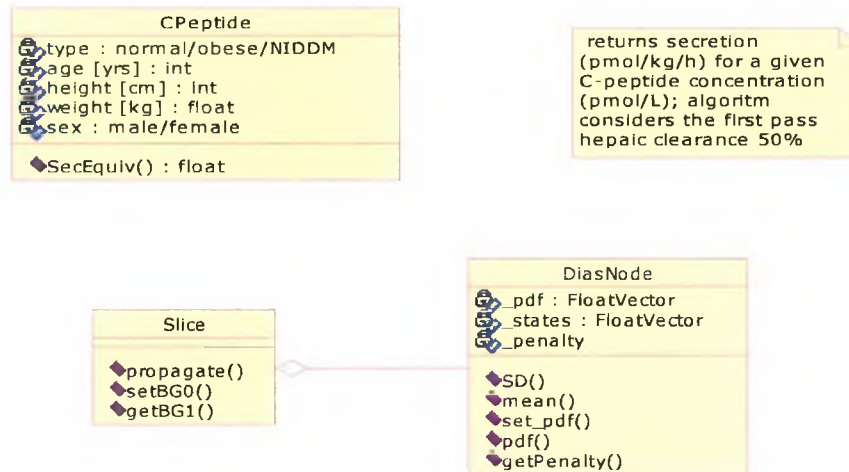 CPeptide
type : normal/obese/NIDDM
age [yrs] : int
height [cm] : int
weight [kg] : float
sex : male/female
SecEquiv() : float
returns secretion
(pmol/kg/h) for a given
C-peptide concentration
(pmol/L); algoritm
considers the first pass
hepaic clearance 50%
Slice
propagate()
setBG0()
getBG1()
DiasNode
_pdf : FloatVector
_states : FloatVector
_penalty
SD()
mean()
set_pdf()
pdf()
getPenalty()